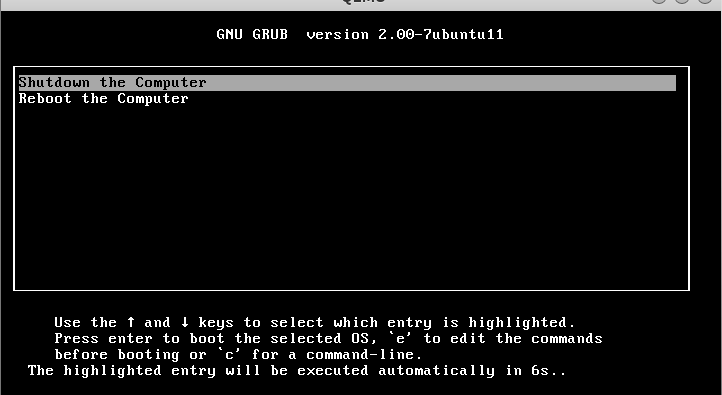 GNU GRUB  version 2.00-7ubuntu11
Shutdown the Computer
Reboot the Computer
Use the ↑ and ↓ keys to select which entry is highlighted.
Press enter to boot the selected OS, `e' to edit the commands
before booting or `c' for a command-line.
The highlighted entry will be executed automatically in 6s..